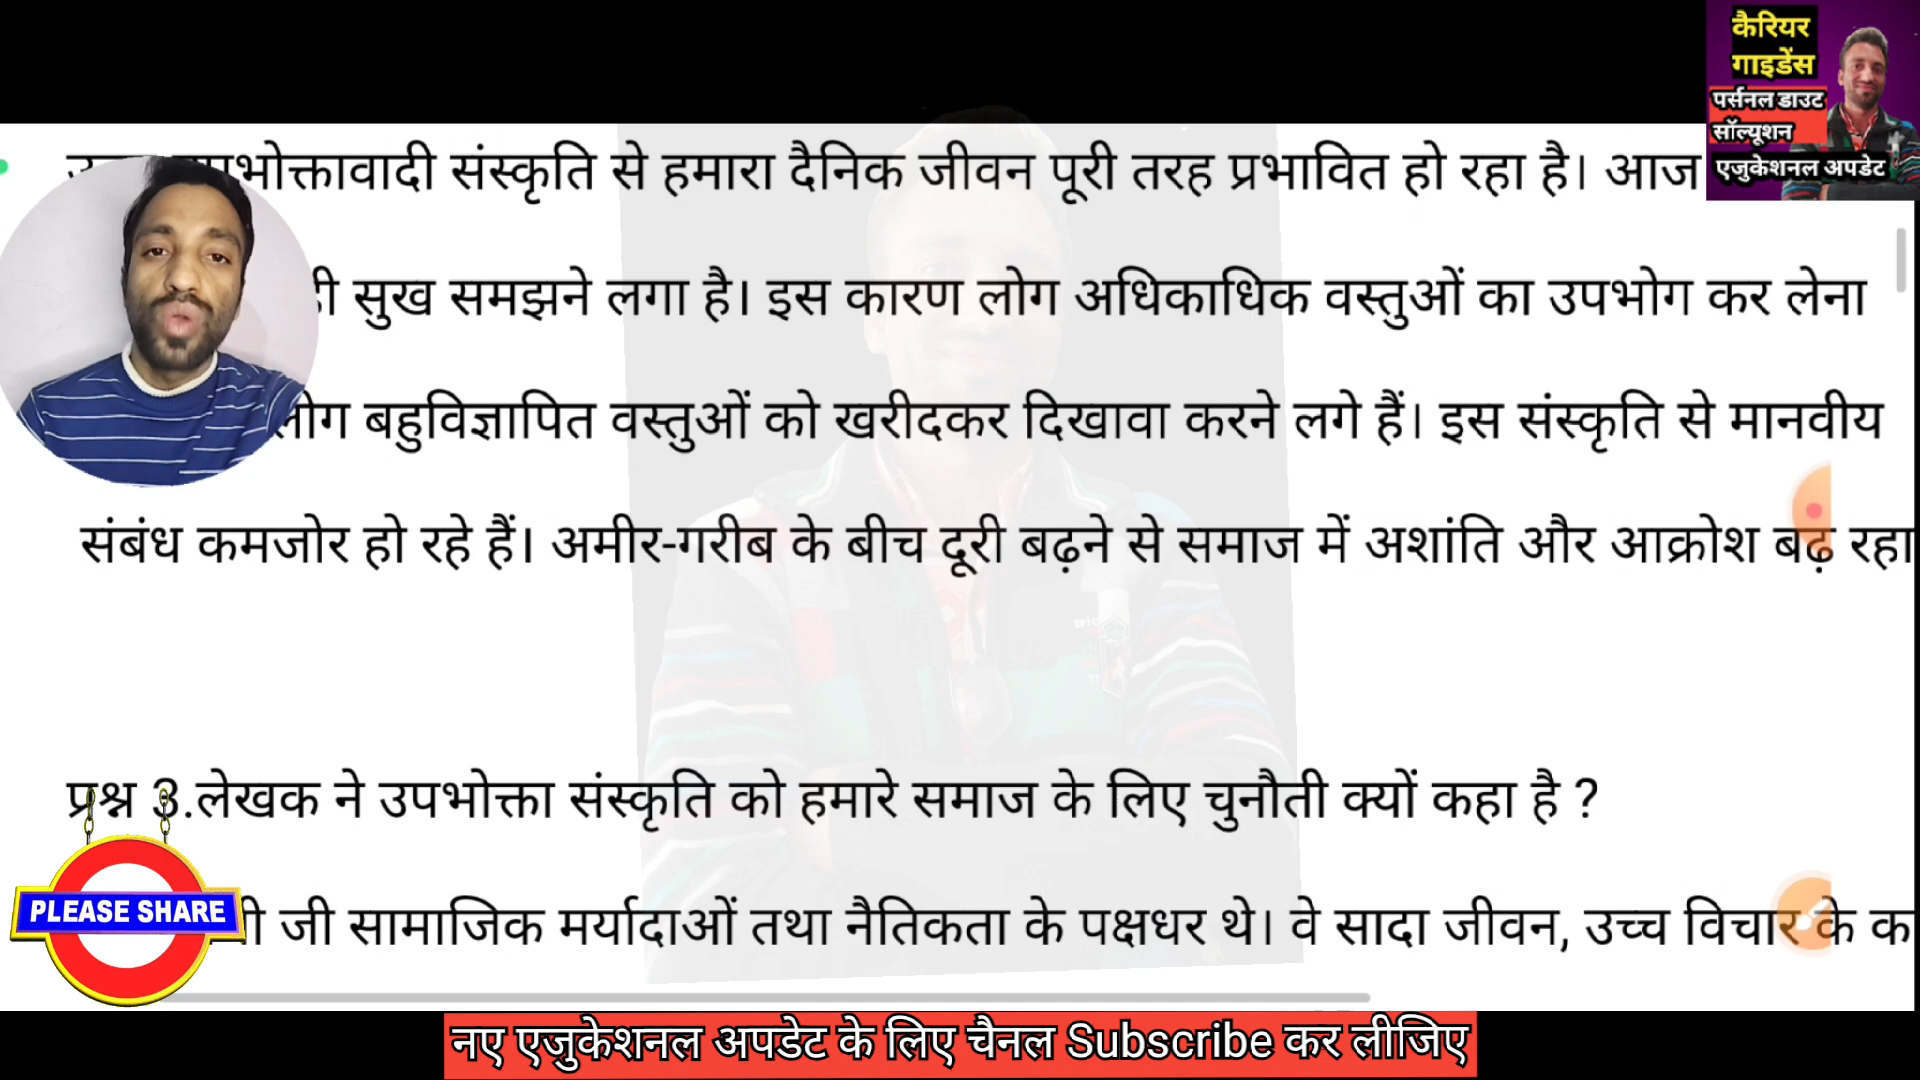 कैरियर
गाइडेंस
पर्सनल डाउट
सॉल्यूशन
एजुकेशनल अपडेट
संस्कृति से हमारा दैनिक जीवन पूरी तरह प्रभावित हो रहा है। आज
सुख समझने लगा है। इस कारण लोग अधिकाधिक वस्तुओं का उपभोग कर लेना
लोग बहुविज्ञापित वस्तुओं को खरीदकर दिखावा करने लगे हैं। इस संस्कृति से मानवीय
संबंध कमजोर हो रहे हैं। अमीर-गरीब के बीच दूरी बढ़ने से समाज में अशांति और आक्रोश बढ़ रहा
प्रश्न 3.लेखक ने उपभोक्ता संस्कृति को हमारे समाज के लिए चुनौती क्यों कहा है ?
जी सामाजिक मर्यादाओं तथा नैतिकता के पक्षधर थे। वे सादा जीवन, उच्च विचार के
PLEASE SHARE
नए एजुकेशनल अपडेट के लिए चैनल Subscribe कर लीजिए